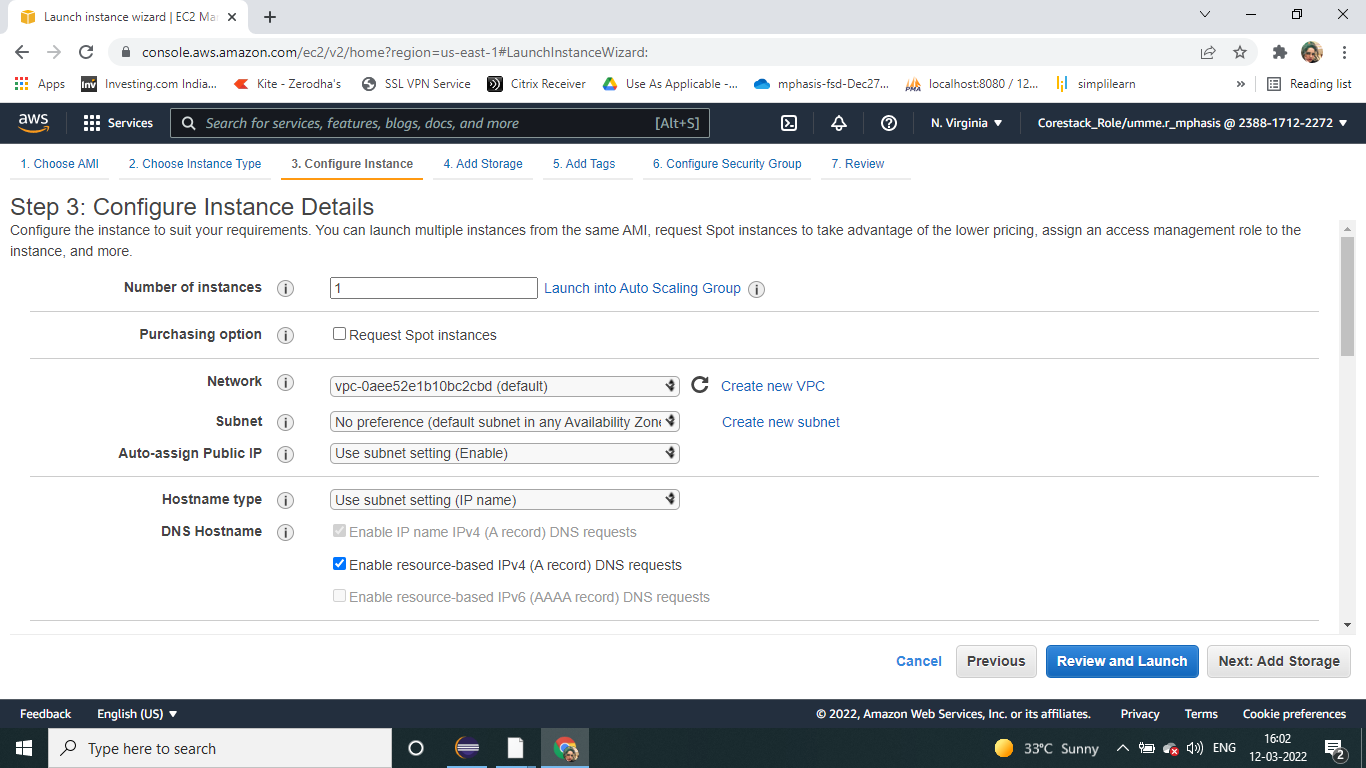 Launch instance wizard | EC2 Ma
console.aws.amazon.com/ec2/v2/home?region=us-east-1#LaunchInstanceWizard:
Apps inv Investing.com India... Kite - Zerodha's SSL VPN Service Citrix Receiver Use As Applicable -... mphasis-fsd-Dec27... localhost:8080 / 12... simplilearn » Reading list
aws Services Search for services, features, blogs, docs, and more [Alt+S] N. Virginia Corestack_Role/umme.r_mphasis @ 2388-1712-2272
1. Choose AMI 2. Choose Instance Type 3. Configure Instance 4. Add Storage 5. Add Tags 6. Configure Security Group 7. Review
Step 3: Configure Instance Details
Configure the instance to suit your requirements. You can launch multiple instances from the same AMI, request Spot instances to take advantage of the lower pricing, assign an access management role to the
instance, and more.
Number of instances 1 Launch into Auto Scaling Group
Purchasing option Request Spot instances
Network vpc-0aee52e1b10bc2cbd (default) Create new VPC
Subnet No preference (default subnet in any Availability Zone Create new subnet
Auto-assign Public IP Use subnet setting (Enable)
Hostname type Use subnet setting (IP name)
DNS Hostname Enable IP name IPv4 (A record) DNS requests
Enable resource-based IPv4 (A record) DNS requests
Enable resource-based IPv6 (AAAA record) DNS requests
Cancel Previous Review and Launch Next: Add Storage
Feedback English (US) © 2022, Amazon Web Services, Inc. or its affiliates. Privacy Terms Cookie preferences
Type here to search 33°C Sunny ENG 16:02
12-03-2022 2